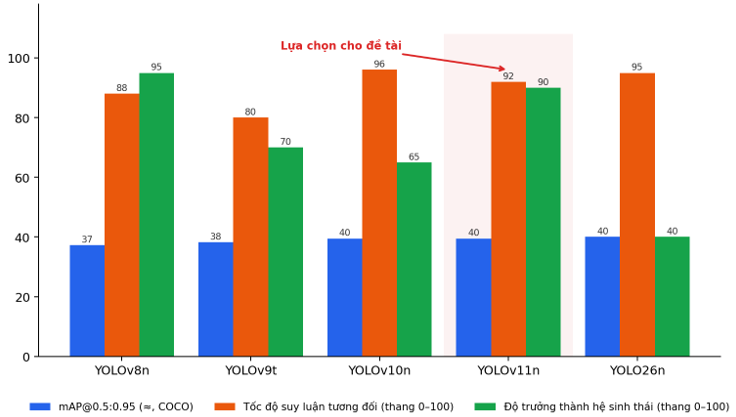 Lựa chọn cho đề tài
100
80
60
40
20
0
37
88
95
38
80
70
40
96
65
40
92
90
40
95
40
YOLOv8n
YOLOv9t
YOLOv10n
YOLOv11n
YOLO26n
mAP@0.5:0.95 (≈, COCO)
Tốc độ suy luận tương đối (thang 0–100)
Độ trưởng thành hệ sinh thái (thang 0–100)